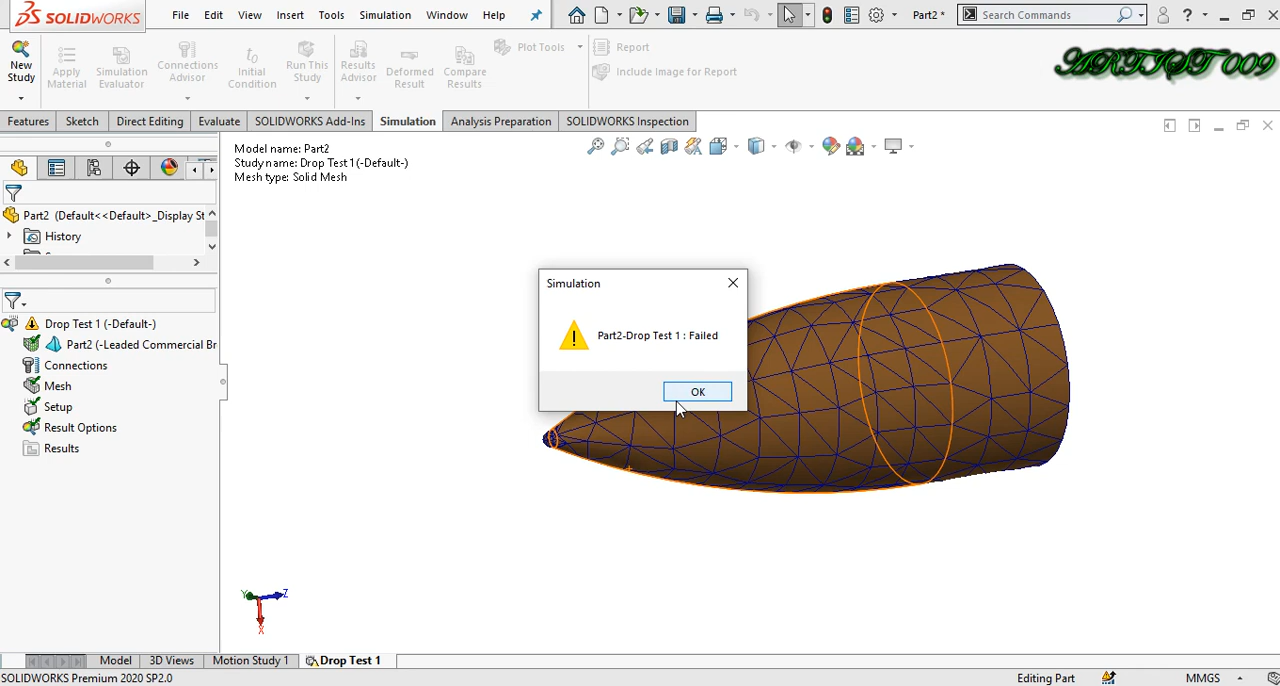 SOLIDWORKS File Edit View Insert Tools Simulation Window Help Part2 * Search Commands ?
New Study
Apply Material
Simulation Evaluator
Connections Advisor
Initial Condition
Run This Study
Results Advisor
Deformed Result
Compare Results
Plot Tools
Report
Include Image for Report
ARTIST 009
Features Sketch Direct Editing Evaluate SOLIDWORKS Add-Ins Simulation Analysis Preparation SOLIDWORKS Inspection
Model name: Part2
Study name: Drop Test 1(-Default-)
Mesh type: Solid Mesh
Part2 (Default<<Default>_Display St
History
Drop Test 1 (-Default-)
Part2 (-Leaded Commercial Br
Connections
Mesh
Setup
Result Options
Results
Simulation
Part2-Drop Test 1 : Failed
OK
Y Z
X
Model 3D Views Motion Study 1 Drop Test 1
SOLIDWORKS Premium 2020 SP2.0 Editing Part MMGS